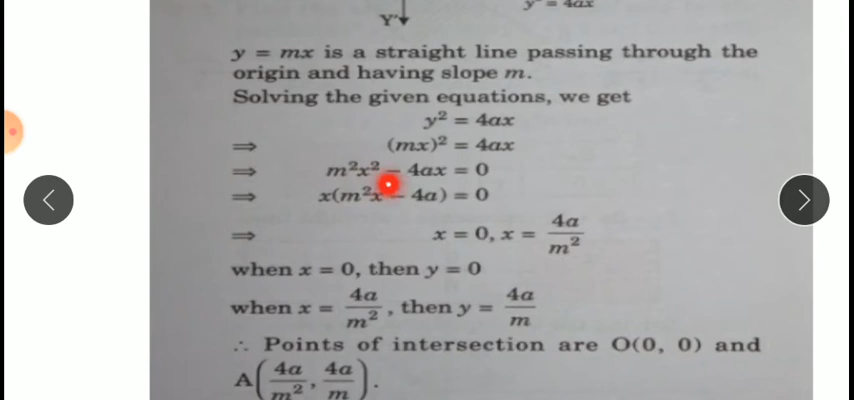 Y' y² = 4ax
y = mx is a straight line passing through the
origin and having slope m.
Solving the given equations, we get
y² = 4ax
⟹ (mx)² = 4ax
⟹ m²x² – 4ax = 0
⟹ x(m²x – 4a) = 0
⟹ x = 0, x = 4a/m²
when x = 0, then y = 0
when x = 4a/m², then y = 4a/m
∴ Points of intersection are O(0, 0) and
A(4a/m², 4a/m).